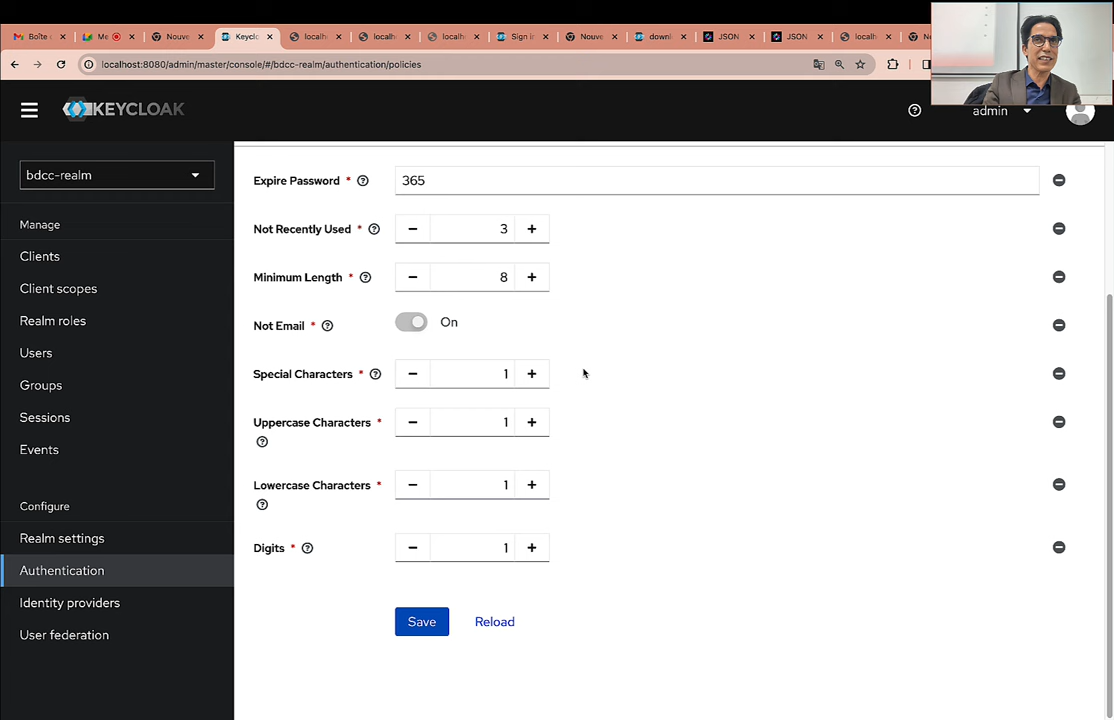 Boîte
Me
Nouve
Keyclo
localh
localh
localh
Sign in
Nouve
downl
JSON
JSON
localh
localhost:8080/admin/master/console/#/bdcc-realm/authentication/policies
KEYCLOAK
admin
bdcc-realm
Manage
Clients
Client scopes
Realm roles
Users
Groups
Sessions
Events
Configure
Realm settings
Authentication
Identity providers
User federation
Expire Password * 365
Not Recently Used * 3
Minimum Length * 8
Not Email * On
Special Characters * 1
Uppercase Characters * 1
Lowercase Characters * 1
Digits * 1
Save Reload